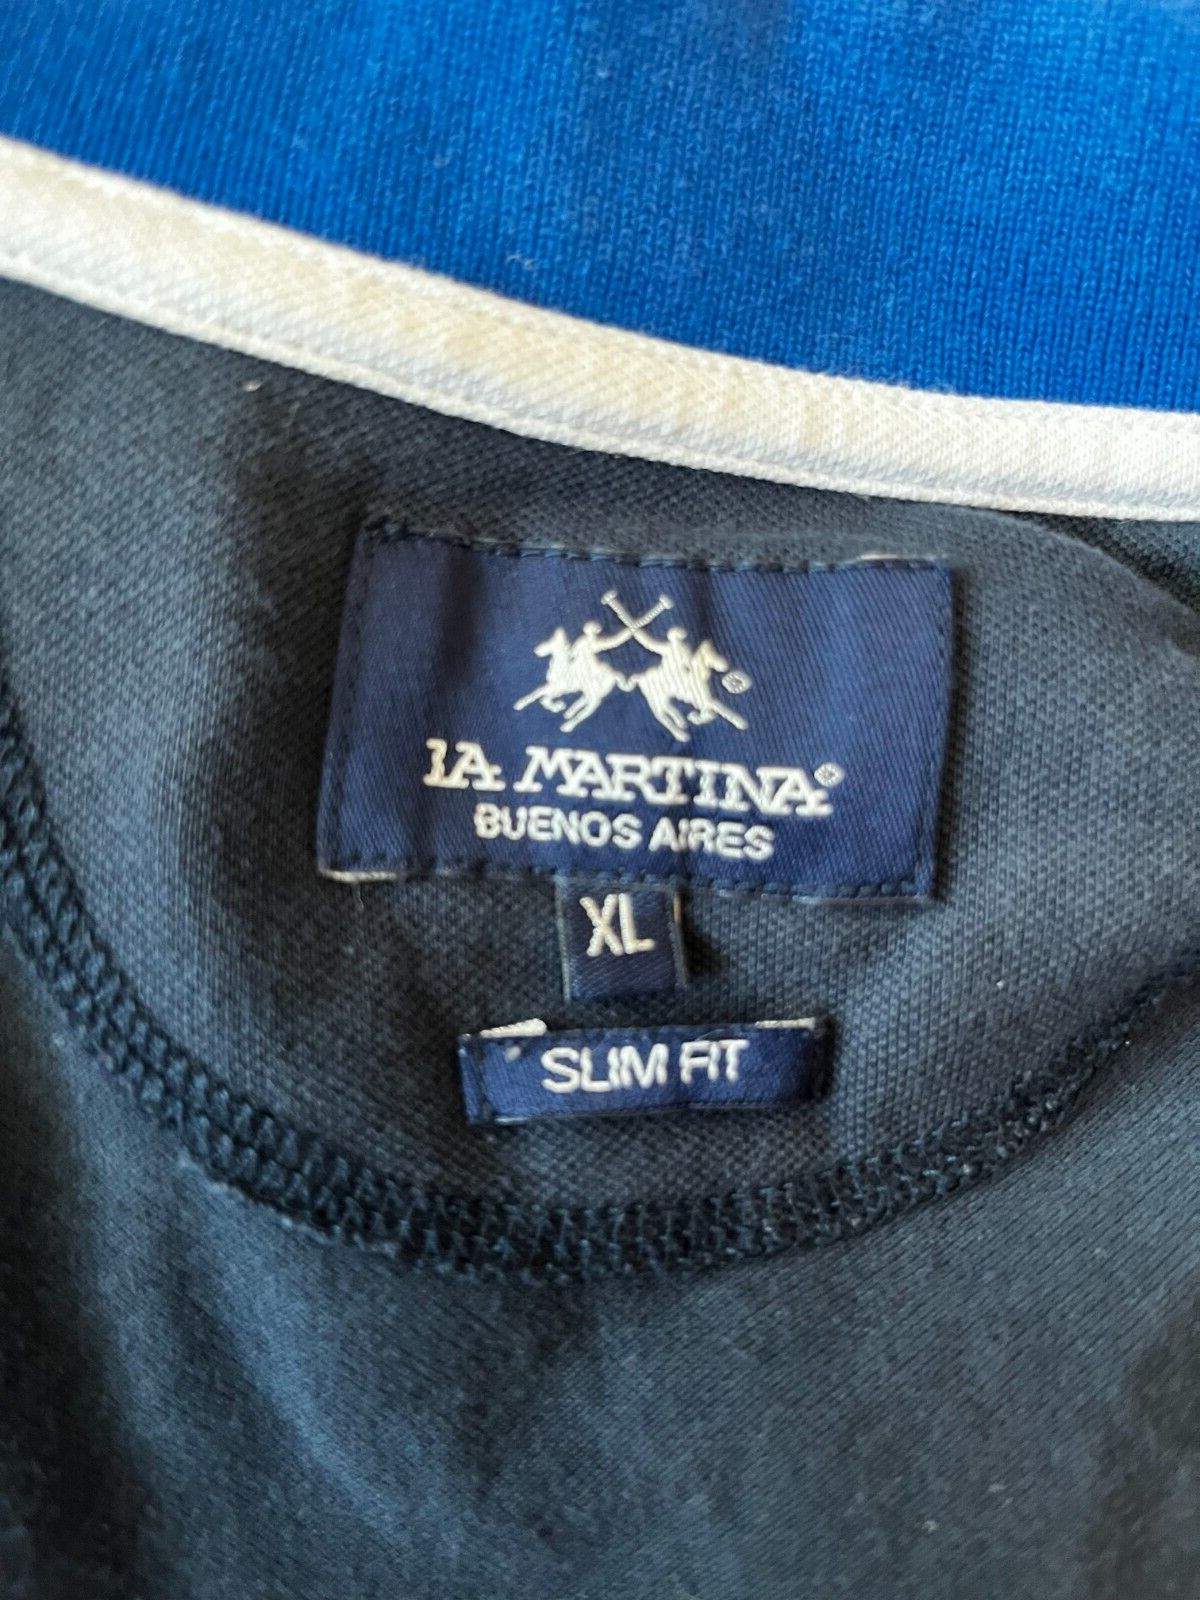 LA MARTINA®
BUENOS AIRES
XL
SLIM FIT